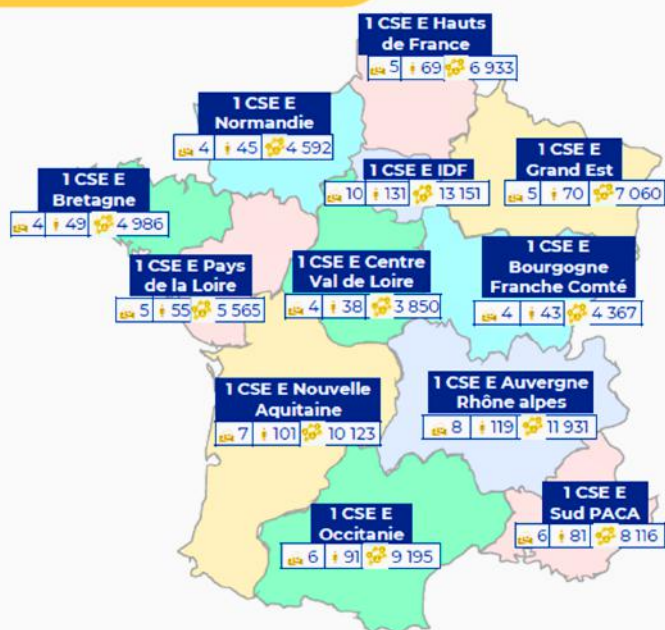 1 CSE E Hauts
de France
5 69 6 933
1 CSE E
Normandie
4 45 4 592
1 CSE E IDF
10 131 13 151
1 CSE E
Grand Est
5 70 7 060
1 CSE E
Bretagne
4 49 4 986
1 CSE E Pays
de la Loire
5 55 5 565
1 CSE E Centre
Val de Loire
4 38 3 850
1 CSE E
Bourgogne
Franche Comté
4 43 4 367
1 CSE E Nouvelle
Aquitaine
7 101 10 123
1 CSE E Auvergne
Rhône alpes
8 119 11 931
1 CSE E
Occitanie
6 91 9 195
1 CSE E
Sud PACA
6 81 8 116